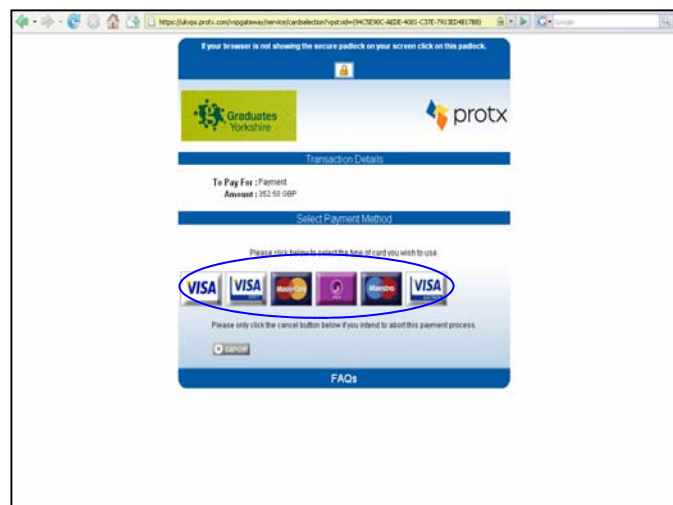 If your browser is not showing the secure padlock on your screen click on this padlock.
Graduates
Yorkshire
protx
Transaction Details
To Pay For : Payment
Amount : 352.50 GBP
Select Payment Method
Please click below to select the type of card you wish to use.
VISA VISA MasterCard Maestro VISA
Please only click the cancel button below if you intend to abort this payment process.
cancel
FAQs